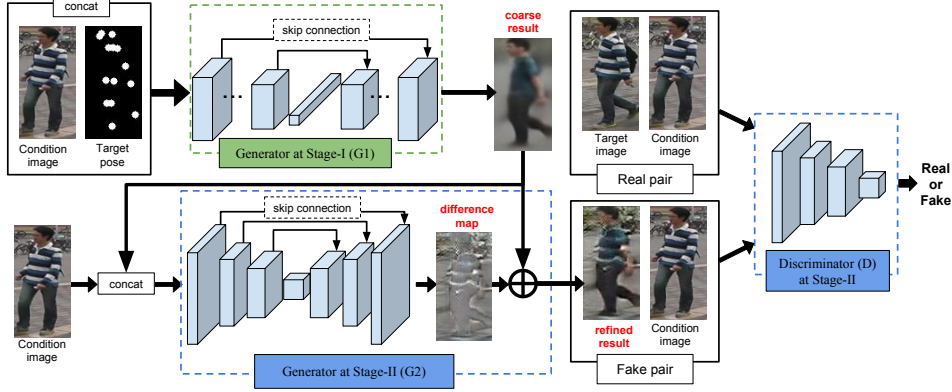 concat
Condition
image
Target
pose
skip connection
Generator at Stage-I (G1)
coarse
result
Target
image
Condition
image
Real pair
Condition
image
concat
skip connection
difference
map
Generator at Stage-II (G2)
refined
result
Condition
image
Fake pair
Discriminator (D)
at Stage-II
Real
or
Fake